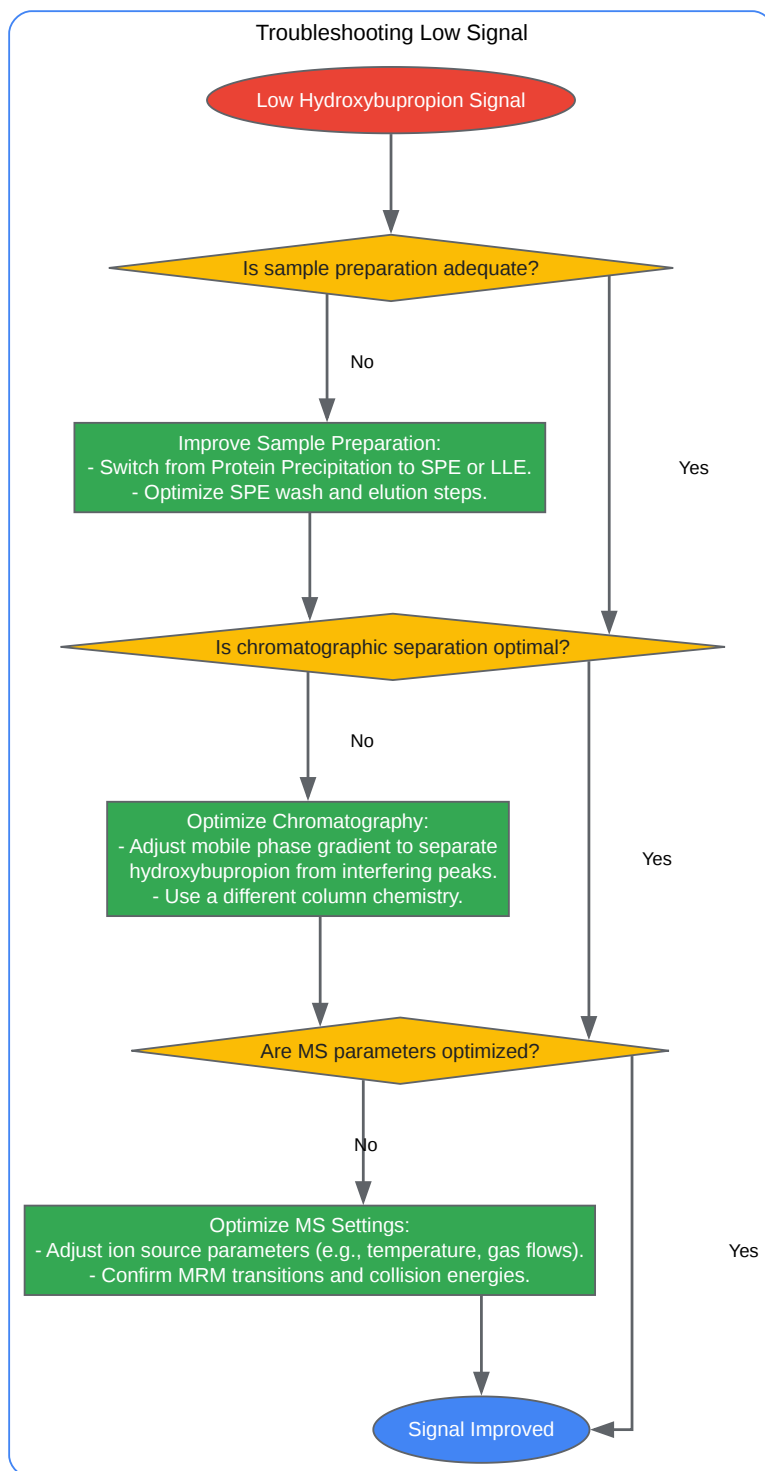 Troubleshooting Low Signal
Low Hydroxybupropion Signal
Is sample preparation adequate?
No
Improve Sample Preparation:
- Switch from Protein Precipitation to SPE or LLE.
- Optimize SPE wash and elution steps.
Yes
Is chromatographic separation optimal?
No
Optimize Chromatography:
- Adjust mobile phase gradient to separate
hydroxybupropion from interfering peaks.
- Use a different column chemistry.
Yes
Are MS parameters optimized?
No
Optimize MS Settings:
- Adjust ion source parameters (e.g., temperature, gas flows).
- Confirm MRM transitions and collision energies.
Yes
Signal Improved